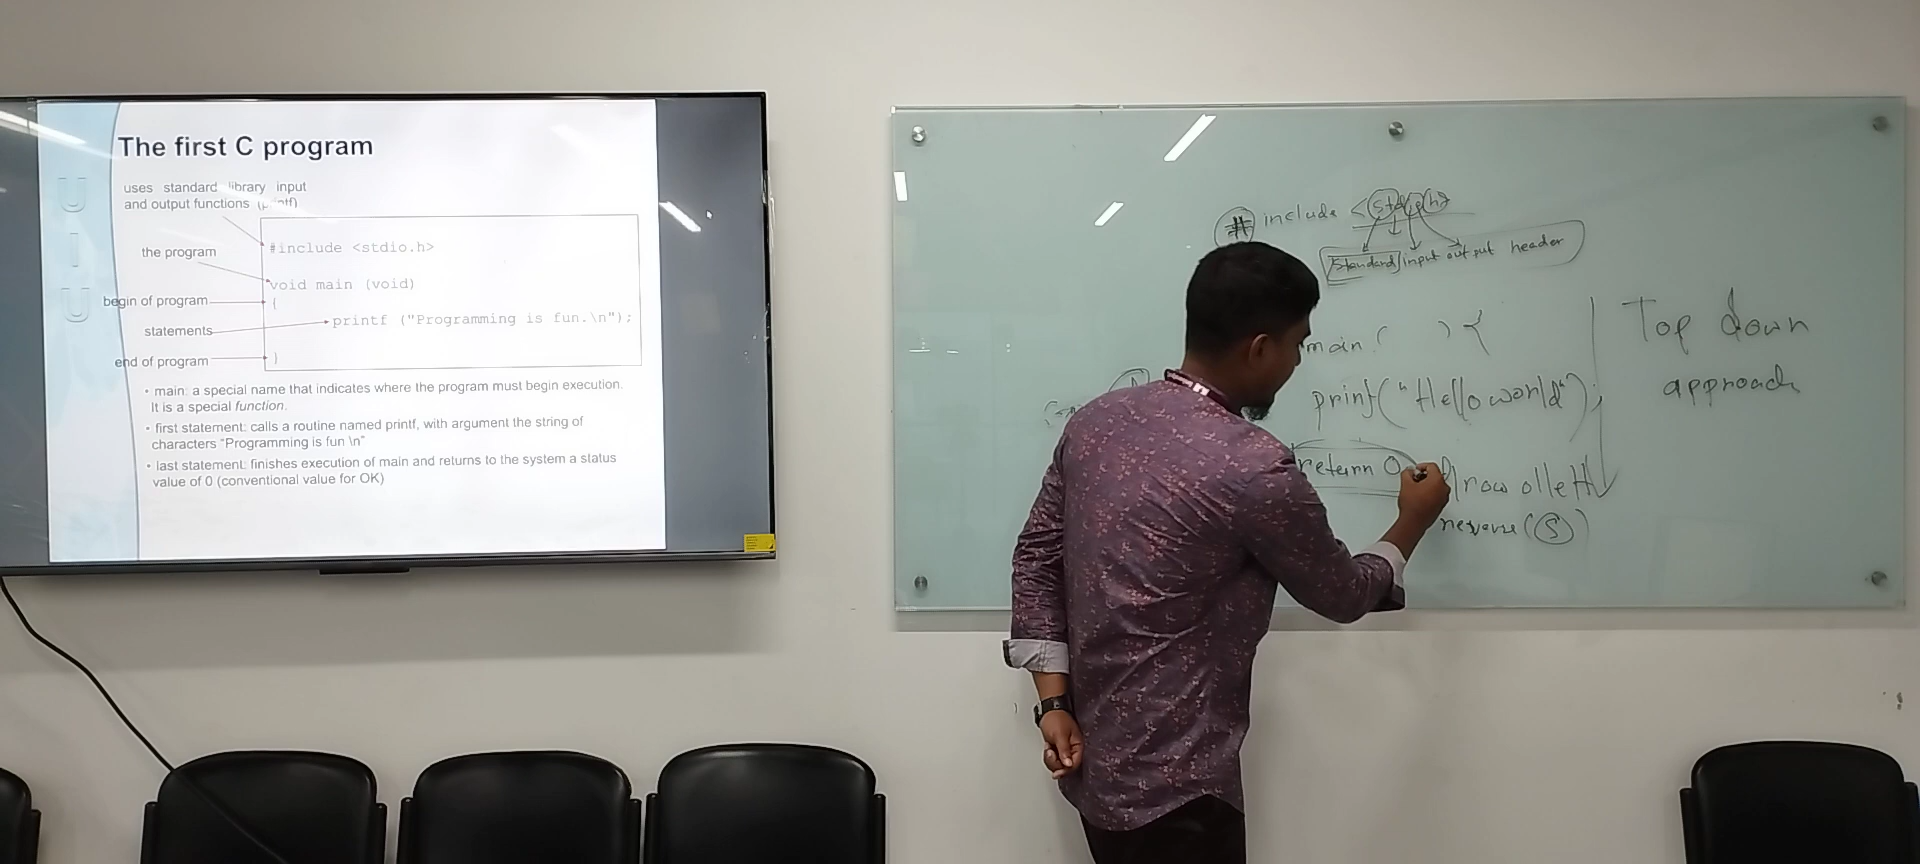 UIU
The first C program
uses standard library input
and output functions (printf)
#include <stdio.h>
the program
void main (void)
begin of program
{
statements
printf ("Programming is fun.\n");
end of program
}
• main: a special name that indicates where the program must begin execution.
It is a special function.
• first statement: calls a routine named printf, with argument the string of
characters "Programming is fun \n"
• last statement: finishes execution of main and returns to the system a status
value of 0 (conventional value for OK)
# include <stdio.h>
standard input output header
main ( ) {
printf("Hello world");
return 0
reverse (S)
Top down
approach